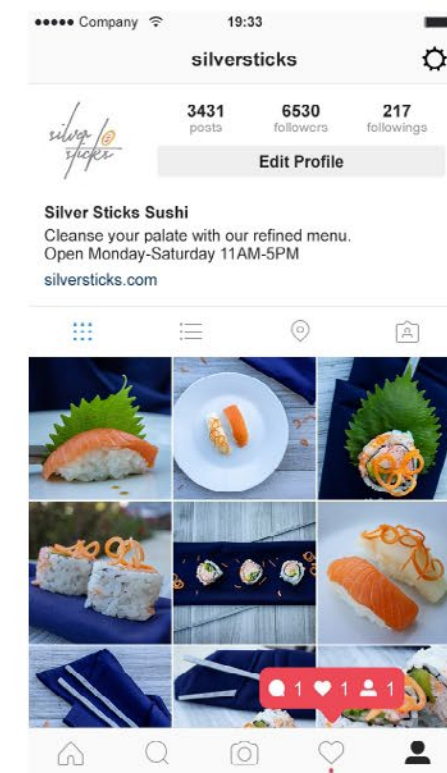 Company
19:33
silversticks
silver
sticks
3431
6530
217
posts
followers
followings
Edit Profile
Silver Sticks Sushi
Cleanse your palate with our refined menu.
Open Monday-Saturday 11AM-5PM
silversticks.com
1 1 1